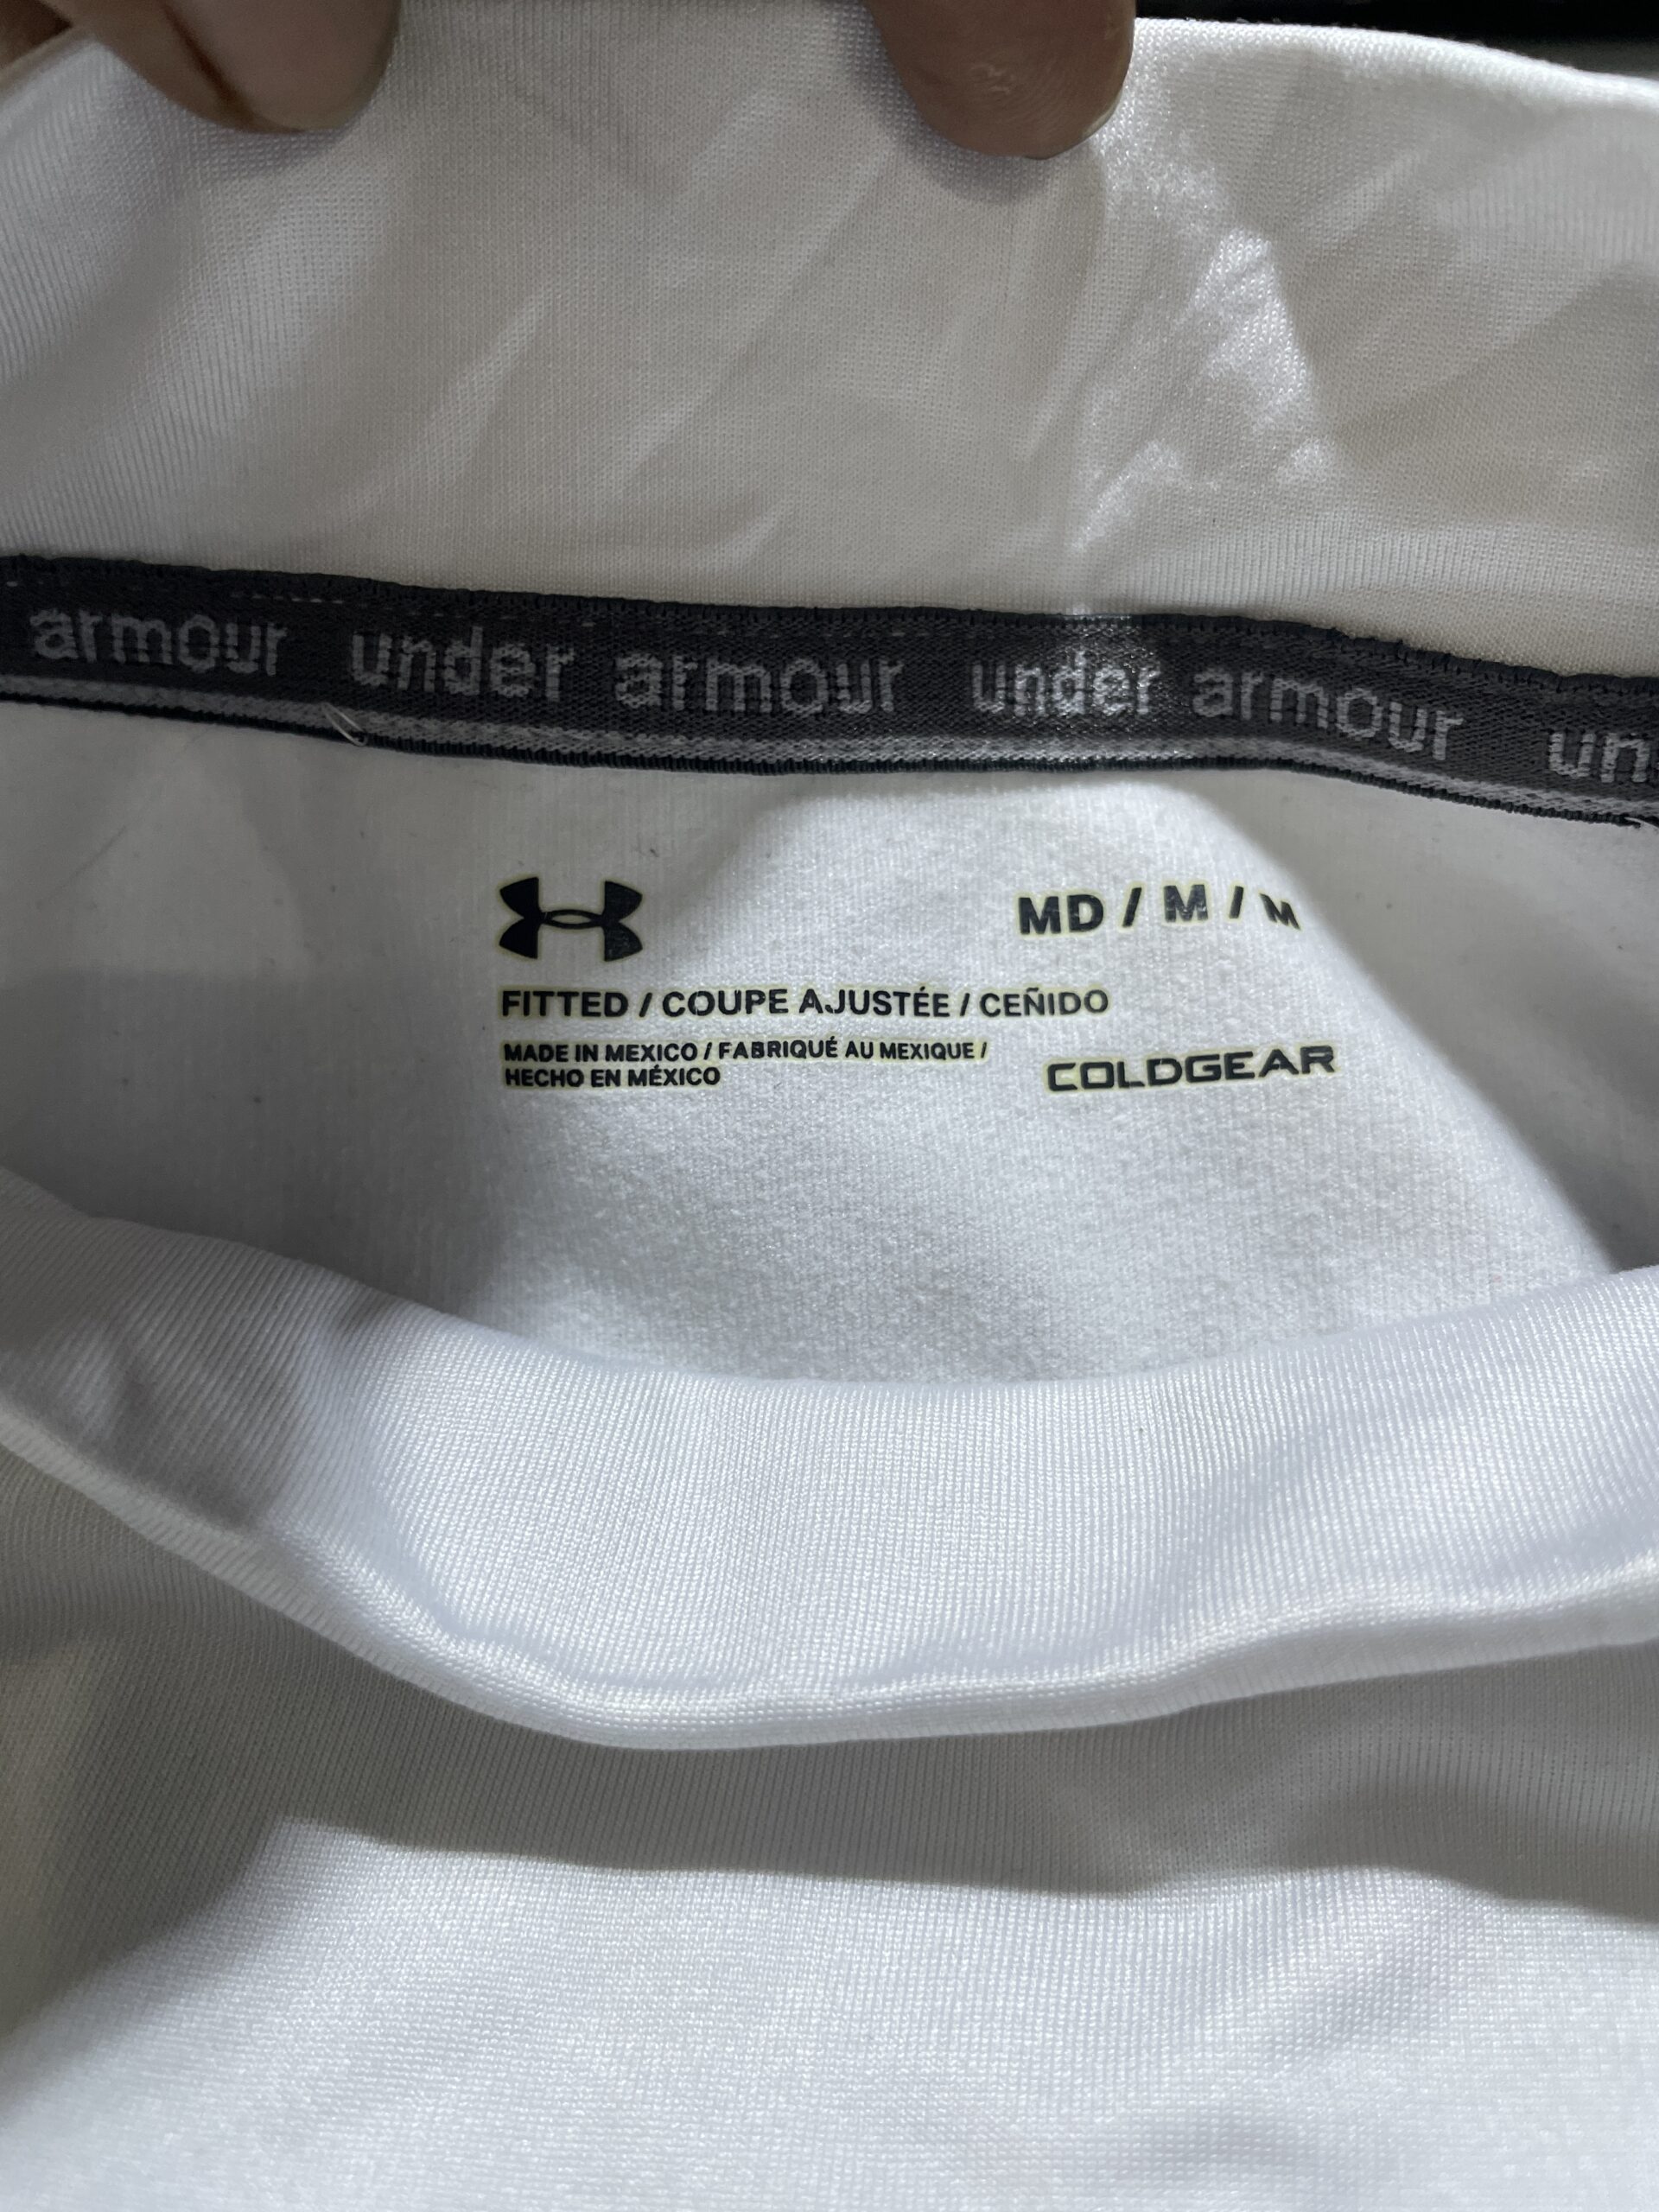 armour under armour under armour un
MD / M / M
FITTED / COUPE AJUSTÉE / CEÑIDO
MADE IN MEXICO / FABRIQUÉ AU MEXIQUE /
HECHO EN MÉXICO
COLDGEAR